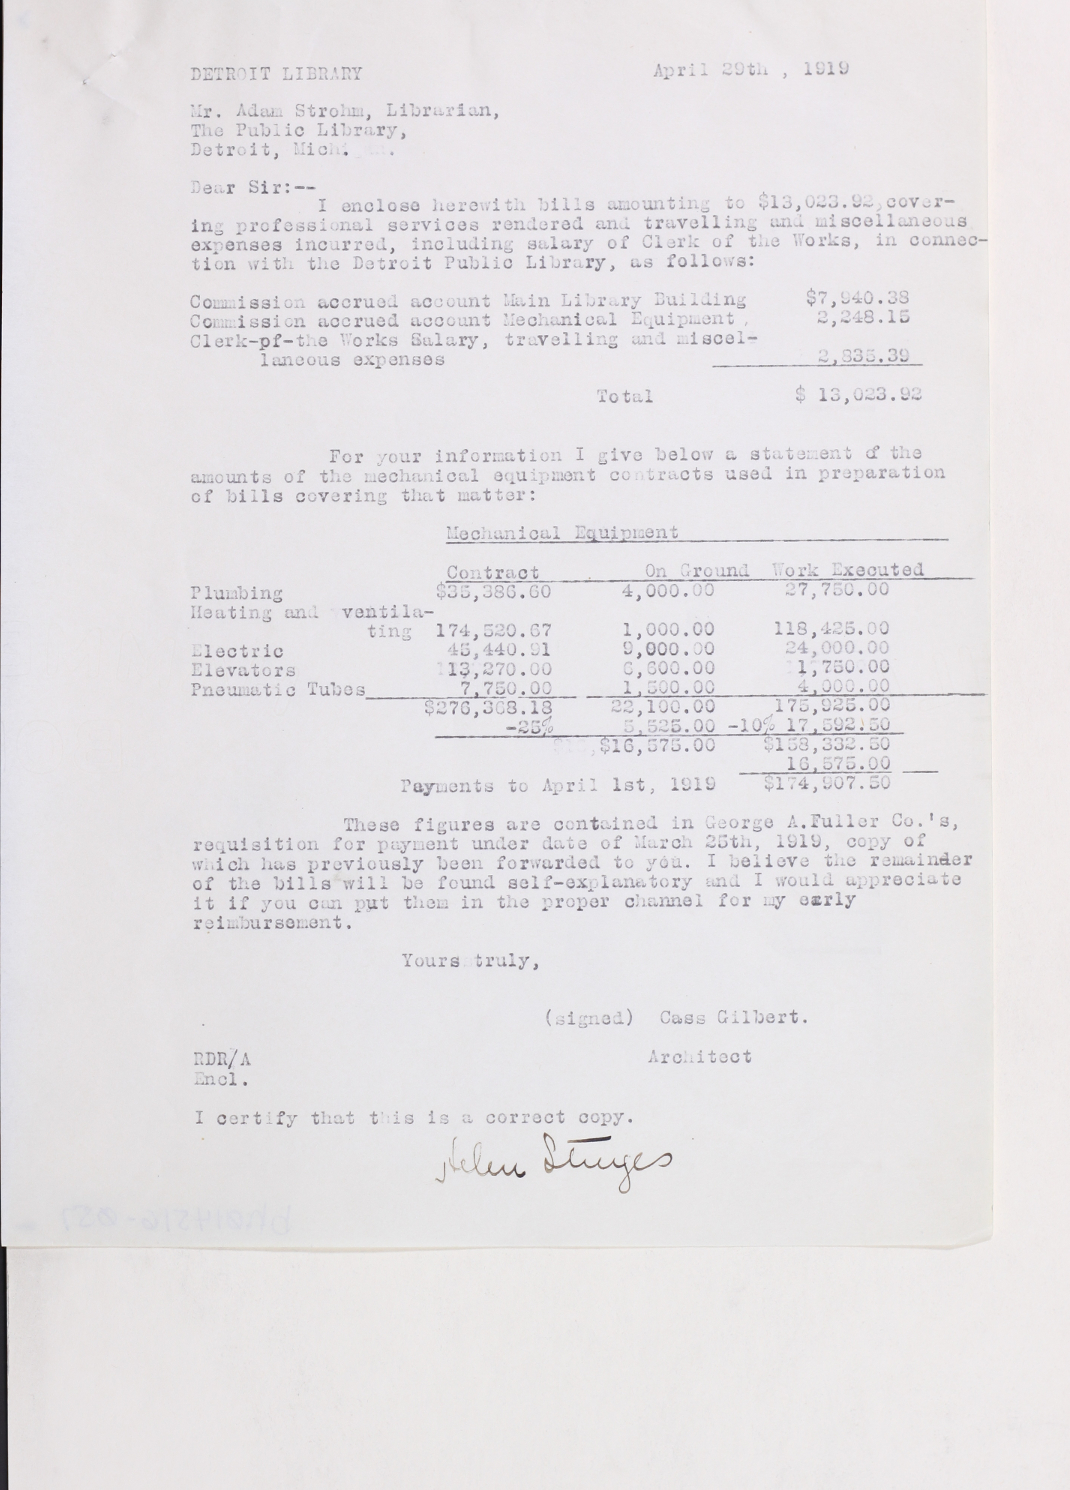 DETROIT LIBRARY April 29th , 1919
Mr. Adam Strohm, Librarian,
The Public Library,
Detroit, Mich.
Dear Sir:--
I enclose herewith bills amounting to $13,023.92,cover-
ing professional services rendered and travelling and miscellaneous
expenses incurred, including salary of Clerk of the Works, in connec-
tion with the Detroit Public Library, as follows:
Commission accrued account Main Library Building $7,940.38
Commission accrued account Mechanical Equipment , 2,248.15
Clerk-pf-the Works Salary, travelling and miscel-
laneous expenses 2,835.39
Total $ 13,023.92
For your information I give below a statement of the
amounts of the mechanical equipment contracts used in preparation
of bills covering that matter:
Mechanical Equipment
Contract On Ground Work Executed
Plumbing $35,386.60 4,000.00 27,750.00
Heating and ventila-
ting 174,520.67 1,000.00 118,425.00
Electric 45,440.91 9,000.00 24,000.00
Elevators 13,270.00 6,600.00 1,750.00
Pneumatic Tubes 7,750.00 1,500.00 4,000.00
$276,368.18 22,100.00 175,925.00
-25% 5,525.00 -10% 17,592.50
$16,575.00 $158,332.50
16,575.00
Payments to April 1st, 1919 $174,907.50
These figures are contained in George A.Fuller Co.'s,
requisition for payment under date of March 25th, 1919, copy of
which has previously been forwarded to you. I believe the remainder
of the bills will be found self-explanatory and I would appreciate
it if you can put them in the proper channel for my early
reimbursement.
Yours truly,
(signed) Cass Gilbert.
RDR/A Architect
Encl.
I certify that this is a correct copy.
Helen Sturges